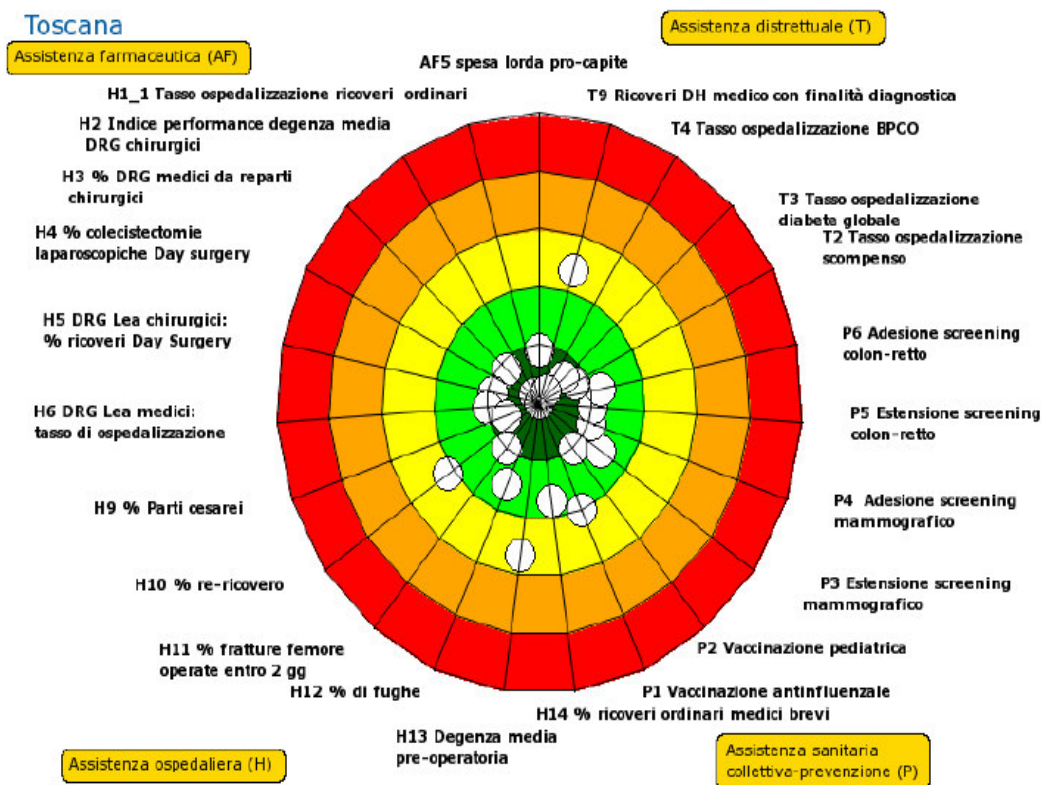 Toscana
Assistenza farmaceutica (AF)
Assistenza distrettuale (T)
AF5 spesa lorda pro-capite
T9 Ricoveri DH medico con finalità diagnostica
T4 Tasso ospedalizzazione BPCO
T3 Tasso ospedalizzazione
diabete globale
T2 Tasso ospedalizzazione
scompenso
P6 Adesione screening
colon-retto
P5 Estensione screening
colon-retto
P4 Adesione screening
mammografico
P3 Estensione screening
mammografico
P2 Vaccinazione pediatrica
P1 Vaccinazione antinfluenzale
H14 % ricoveri ordinari medici brevi
H13 Degenza media
pre-operatoria
H12 % di fughe
H11 % fratture femore
operate entro 2 gg
H10 % re-ricovero
H9 % Parti cesarei
H6 DRG Lea medici:
tasso di ospedalizzazione
H5 DRG Lea chirurgici:
% ricoveri Day Surgery
H4 % colecistectomie
laparoscopiche Day surgery
H3 % DRG medici da reparti
chirurgici
H2 Indice performance degenza media
DRG chirurgici
H1_1 Tasso ospedalizzazione ricoveri ordinari
Assistenza ospedaliera (H)
Assistenza sanitaria
collettiva-prevenzione (P)